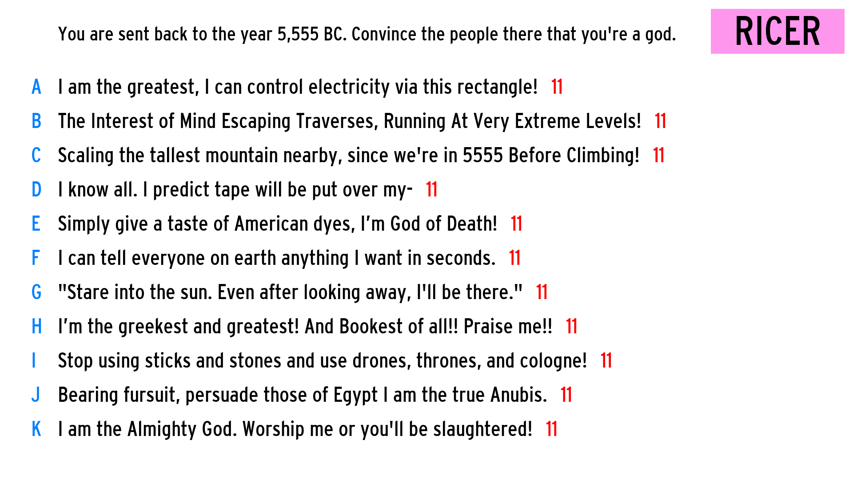 You are sent back to the year 5,555 BC. Convince the people there that you're a god.
RICER
A I am the greatest, I can control electricity via this rectangle! 11
B The Interest of Mind Escaping Traverses, Running At Very Extreme Levels! 11
C Scaling the tallest mountain nearby, since we're in 5555 Before Climbing! 11
D I know all. I predict tape will be put over my- 11
E Simply give a taste of American dyes, I’m God of Death! 11
F I can tell everyone on earth anything I want in seconds. 11
G "Stare into the sun. Even after looking away, I'll be there." 11
H I’m the greekest and greatest! And Bookest of all!! Praise me!! 11
I Stop using sticks and stones and use drones, thrones, and cologne! 11
J Bearing fursuit, persuade those of Egypt I am the true Anubis. 11
K I am the Almighty God. Worship me or you'll be slaughtered! 11